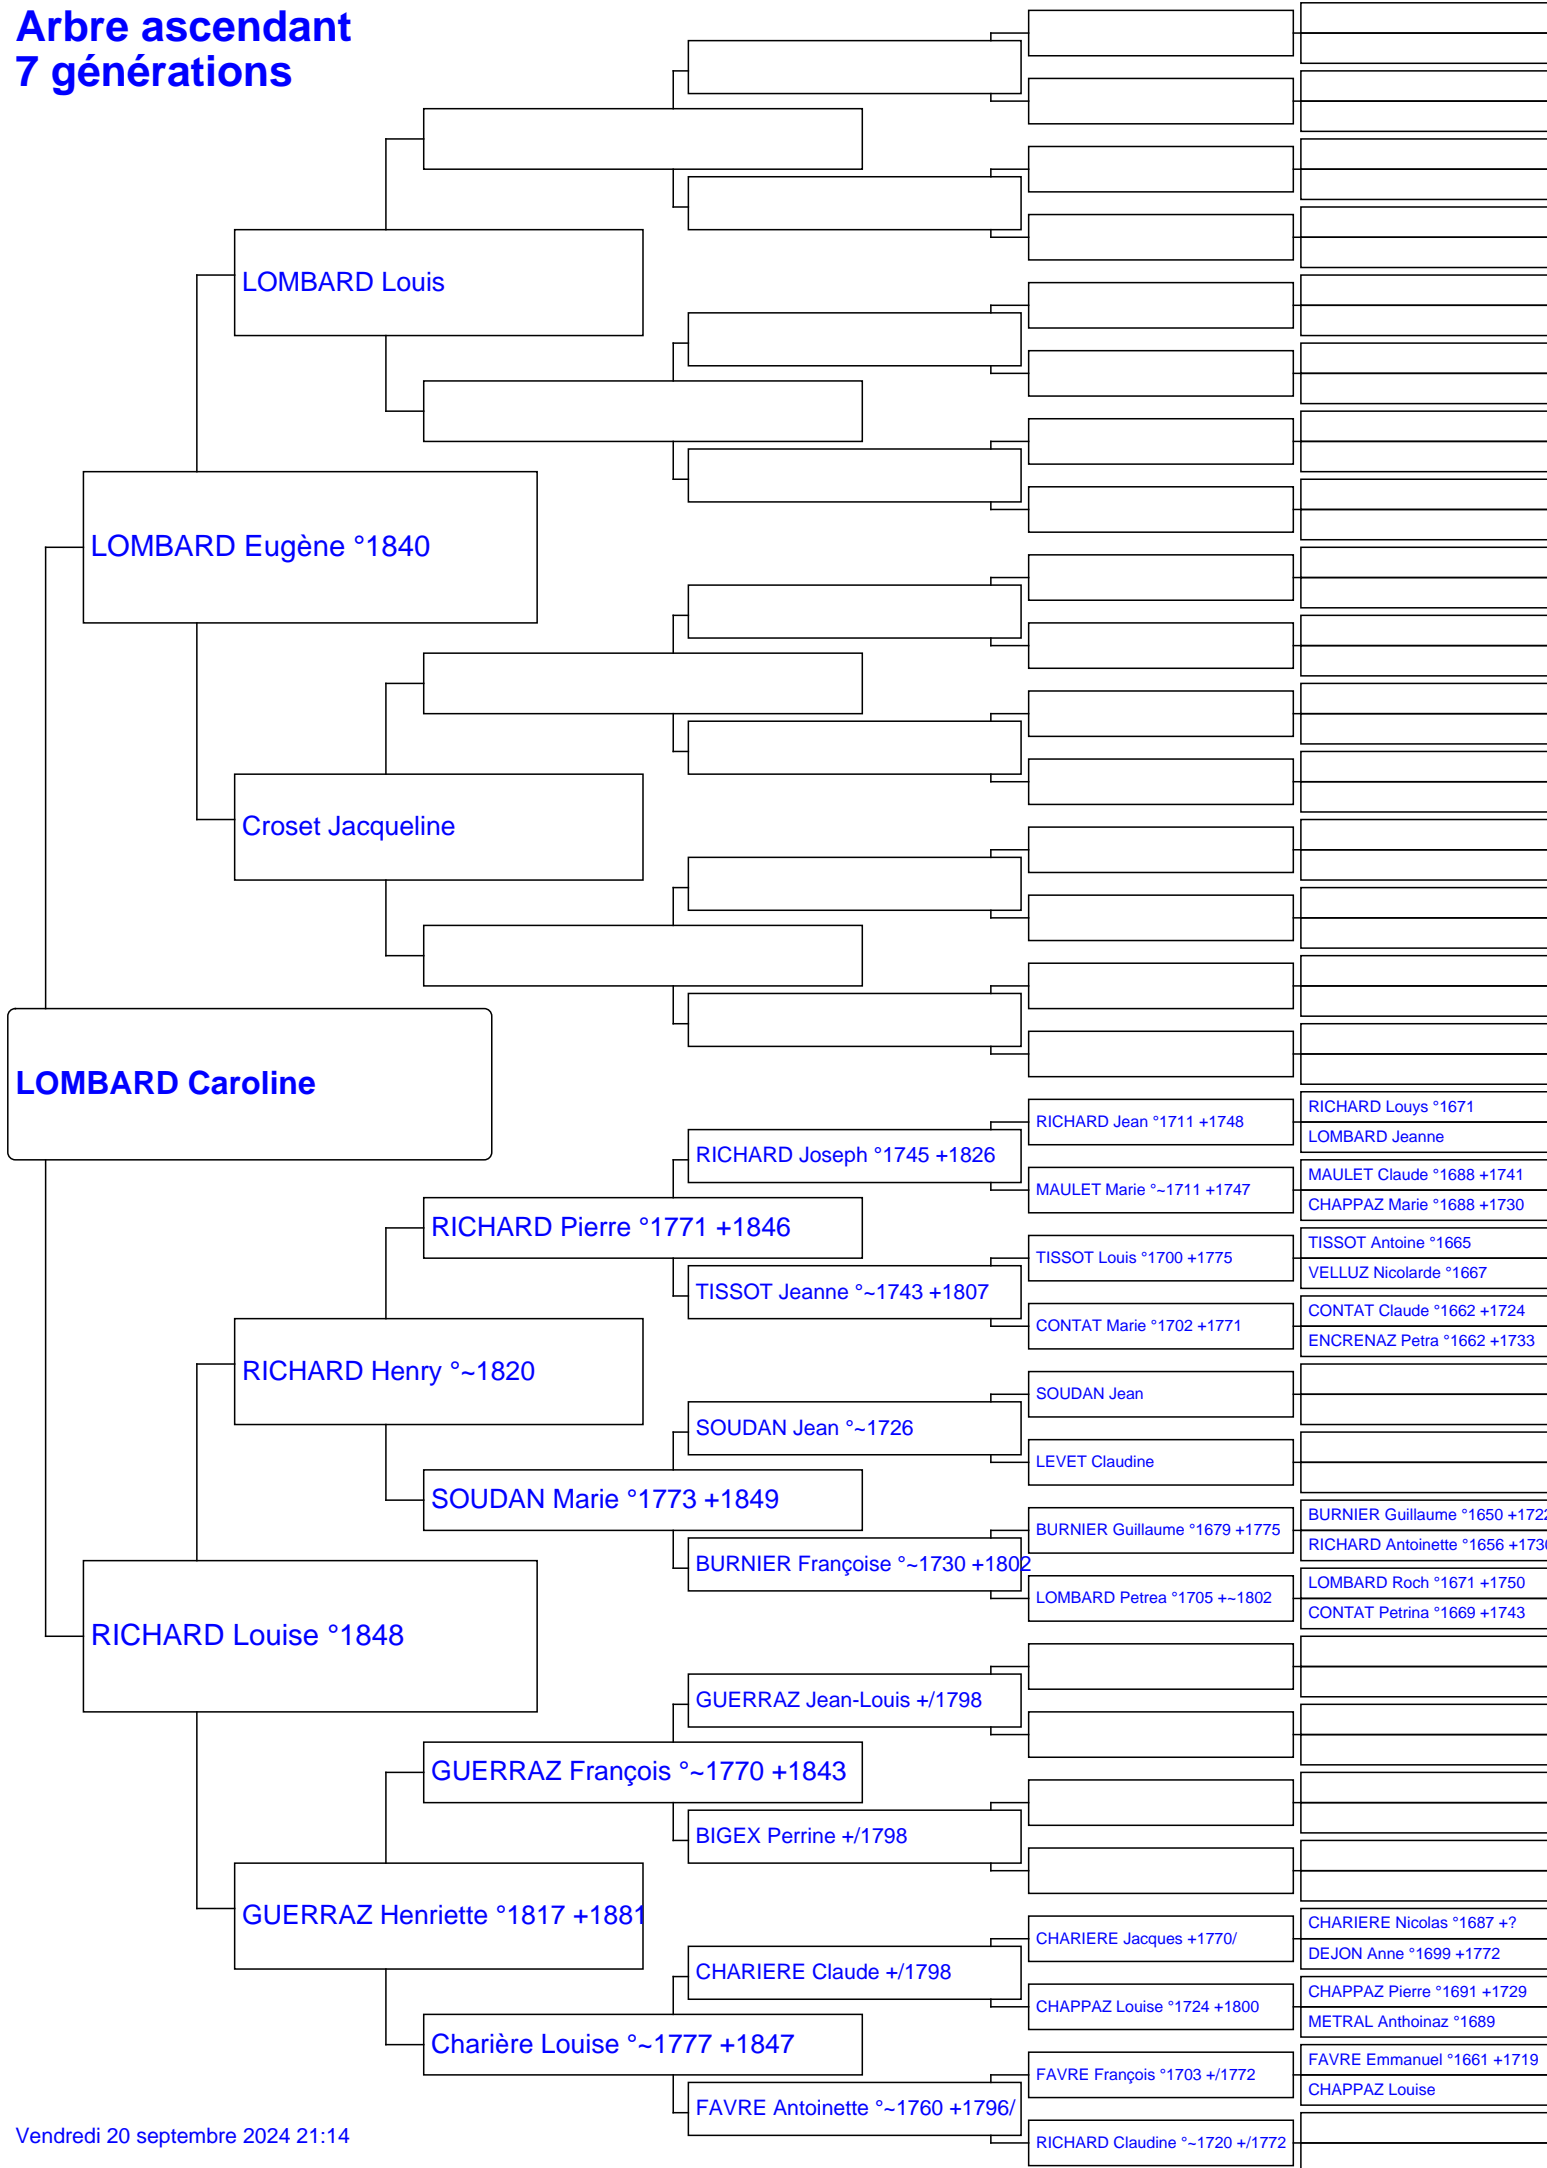 Arbre ascendant
7 générations
LOMBARD Louis
LOMBARD Eugène °1840
Croset Jacqueline
LOMBARD Caroline
RICHARD Louys °1671
RICHARD Jean °1711 +1748
LOMBARD Jeanne
RICHARD Joseph °1745 +1826
MAULET Claude °1688 +1741
MAULET Marie °~1711 +1747
CHAPPAZ Marie °1688 +1730
RICHARD Pierre °1771 +1846
TISSOT Antoine °1665
TISSOT Louis °1700 +1775
VELLUZ Nicolarde °1667
TISSOT Jeanne °~1743 +1807
CONTAT Claude °1662 +1724
CONTAT Marie °1702 +1771
ENCRENAZ Petra °1662 +1733
RICHARD Henry °~1820
SOUDAN Jean
SOUDAN Jean °~1726
LEVET Claudine
SOUDAN Marie °1773 +1849
BURNIER Guillaume °1650 +1722
BURNIER Guillaume °1679 +1775
RICHARD Antoinette °1656 +1730
BURNIER Françoise °~1730 +1802
LOMBARD Roch °1671 +1750
LOMBARD Petrea °1705 +~1802
CONTAT Petrina °1669 +1743
RICHARD Louise °1848
GUERRAZ Jean-Louis +/1798
GUERRAZ François °~1770 +1843
BIGEX Perrine +/1798
GUERRAZ Henriette °1817 +1881
CHARIERE Nicolas °1687 +?
CHARIERE Jacques +1770/
DEJON Anne °1699 +1772
CHARIERE Claude +/1798
CHAPPAZ Pierre °1691 +1729
CHAPPAZ Louise °1724 +1800
METRAL Anthoinaz °1689
Charière Louise °~1777 +1847
FAVRE Emmanuel °1661 +1719
FAVRE François °1703 +/1772
CHAPPAZ Louise
FAVRE Antoinette °~1760 +1796/
RICHARD Claudine °~1720 +/1772
Vendredi 20 septembre 2024 21:14